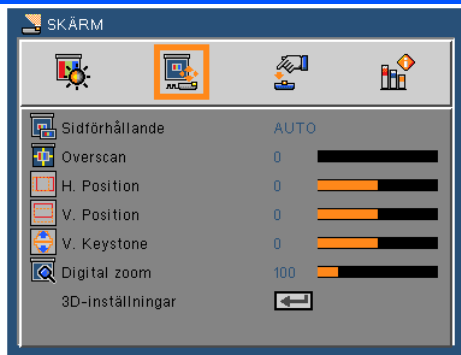 SKÄRM
Sidförhållande AUTO
Overscan 0
H. Position 0
V. Position 0
V. Keystone 0
Digital zoom 100
3D-inställningar